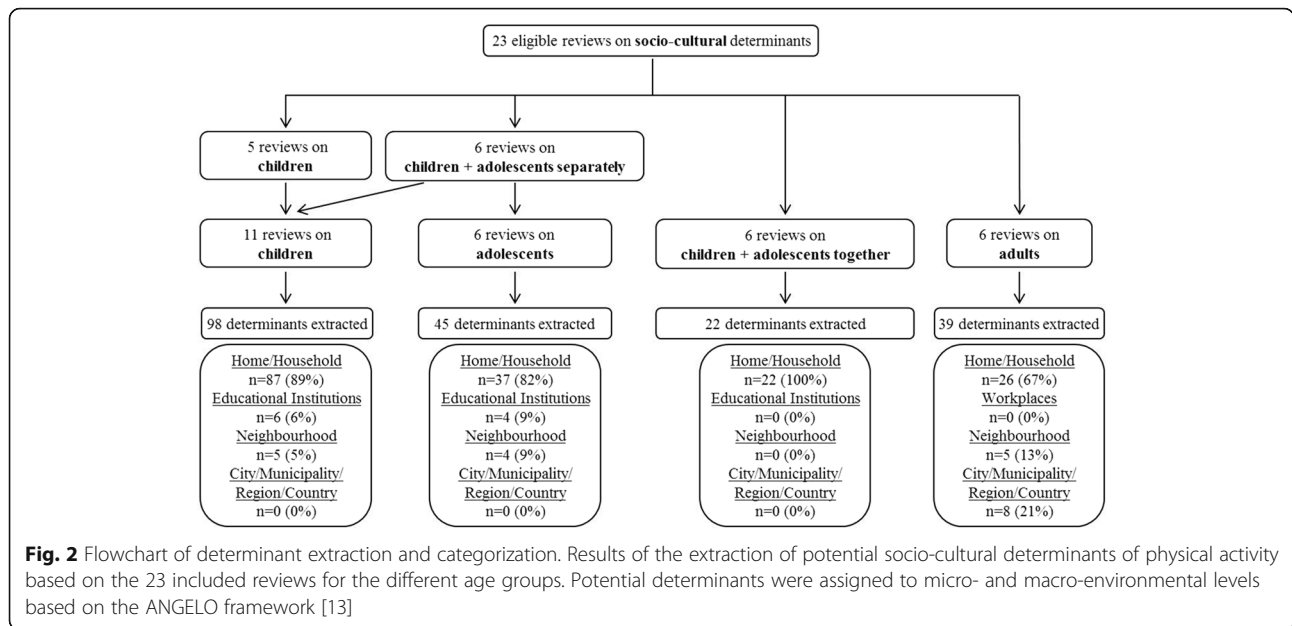 23 eligible reviews on socio-cultural determinants
5 reviews on
children
6 reviews on
children + adolescents separately
11 reviews on
children
6 reviews on
adolescents
6 reviews on
children + adolescents together
6 reviews on
adults
98 determinants extracted
45 determinants extracted
22 determinants extracted
39 determinants extracted
Home/Household
n=87 (89%)
Educational Institutions
n=6 (6%)
Neighbourhood
n=5 (5%)
City/Municipality/
Region/Country
n=0 (0%)
Home/Household
n=37 (82%)
Educational Institutions
n=4 (9%)
Neighbourhood
n=4 (9%)
City/Municipality/
Region/Country
n=0 (0%)
Home/Household
n=22 (100%)
Educational Institutions
n=0 (0%)
Neighbourhood
n=0 (0%)
City/Municipality/
Region/Country
n=0 (0%)
Home/Household
n=26 (67%)
Workplaces
n=0 (0%)
Neighbourhood
n=5 (13%)
City/Municipality/
Region/Country
n=8 (21%)
Fig. 2 Flowchart of determinant extraction and categorization. Results of the extraction of potential socio-cultural determinants of physical activity
based on the 23 included reviews for the different age groups. Potential determinants were assigned to micro- and macro-environmental levels
based on the ANGELO framework [13]